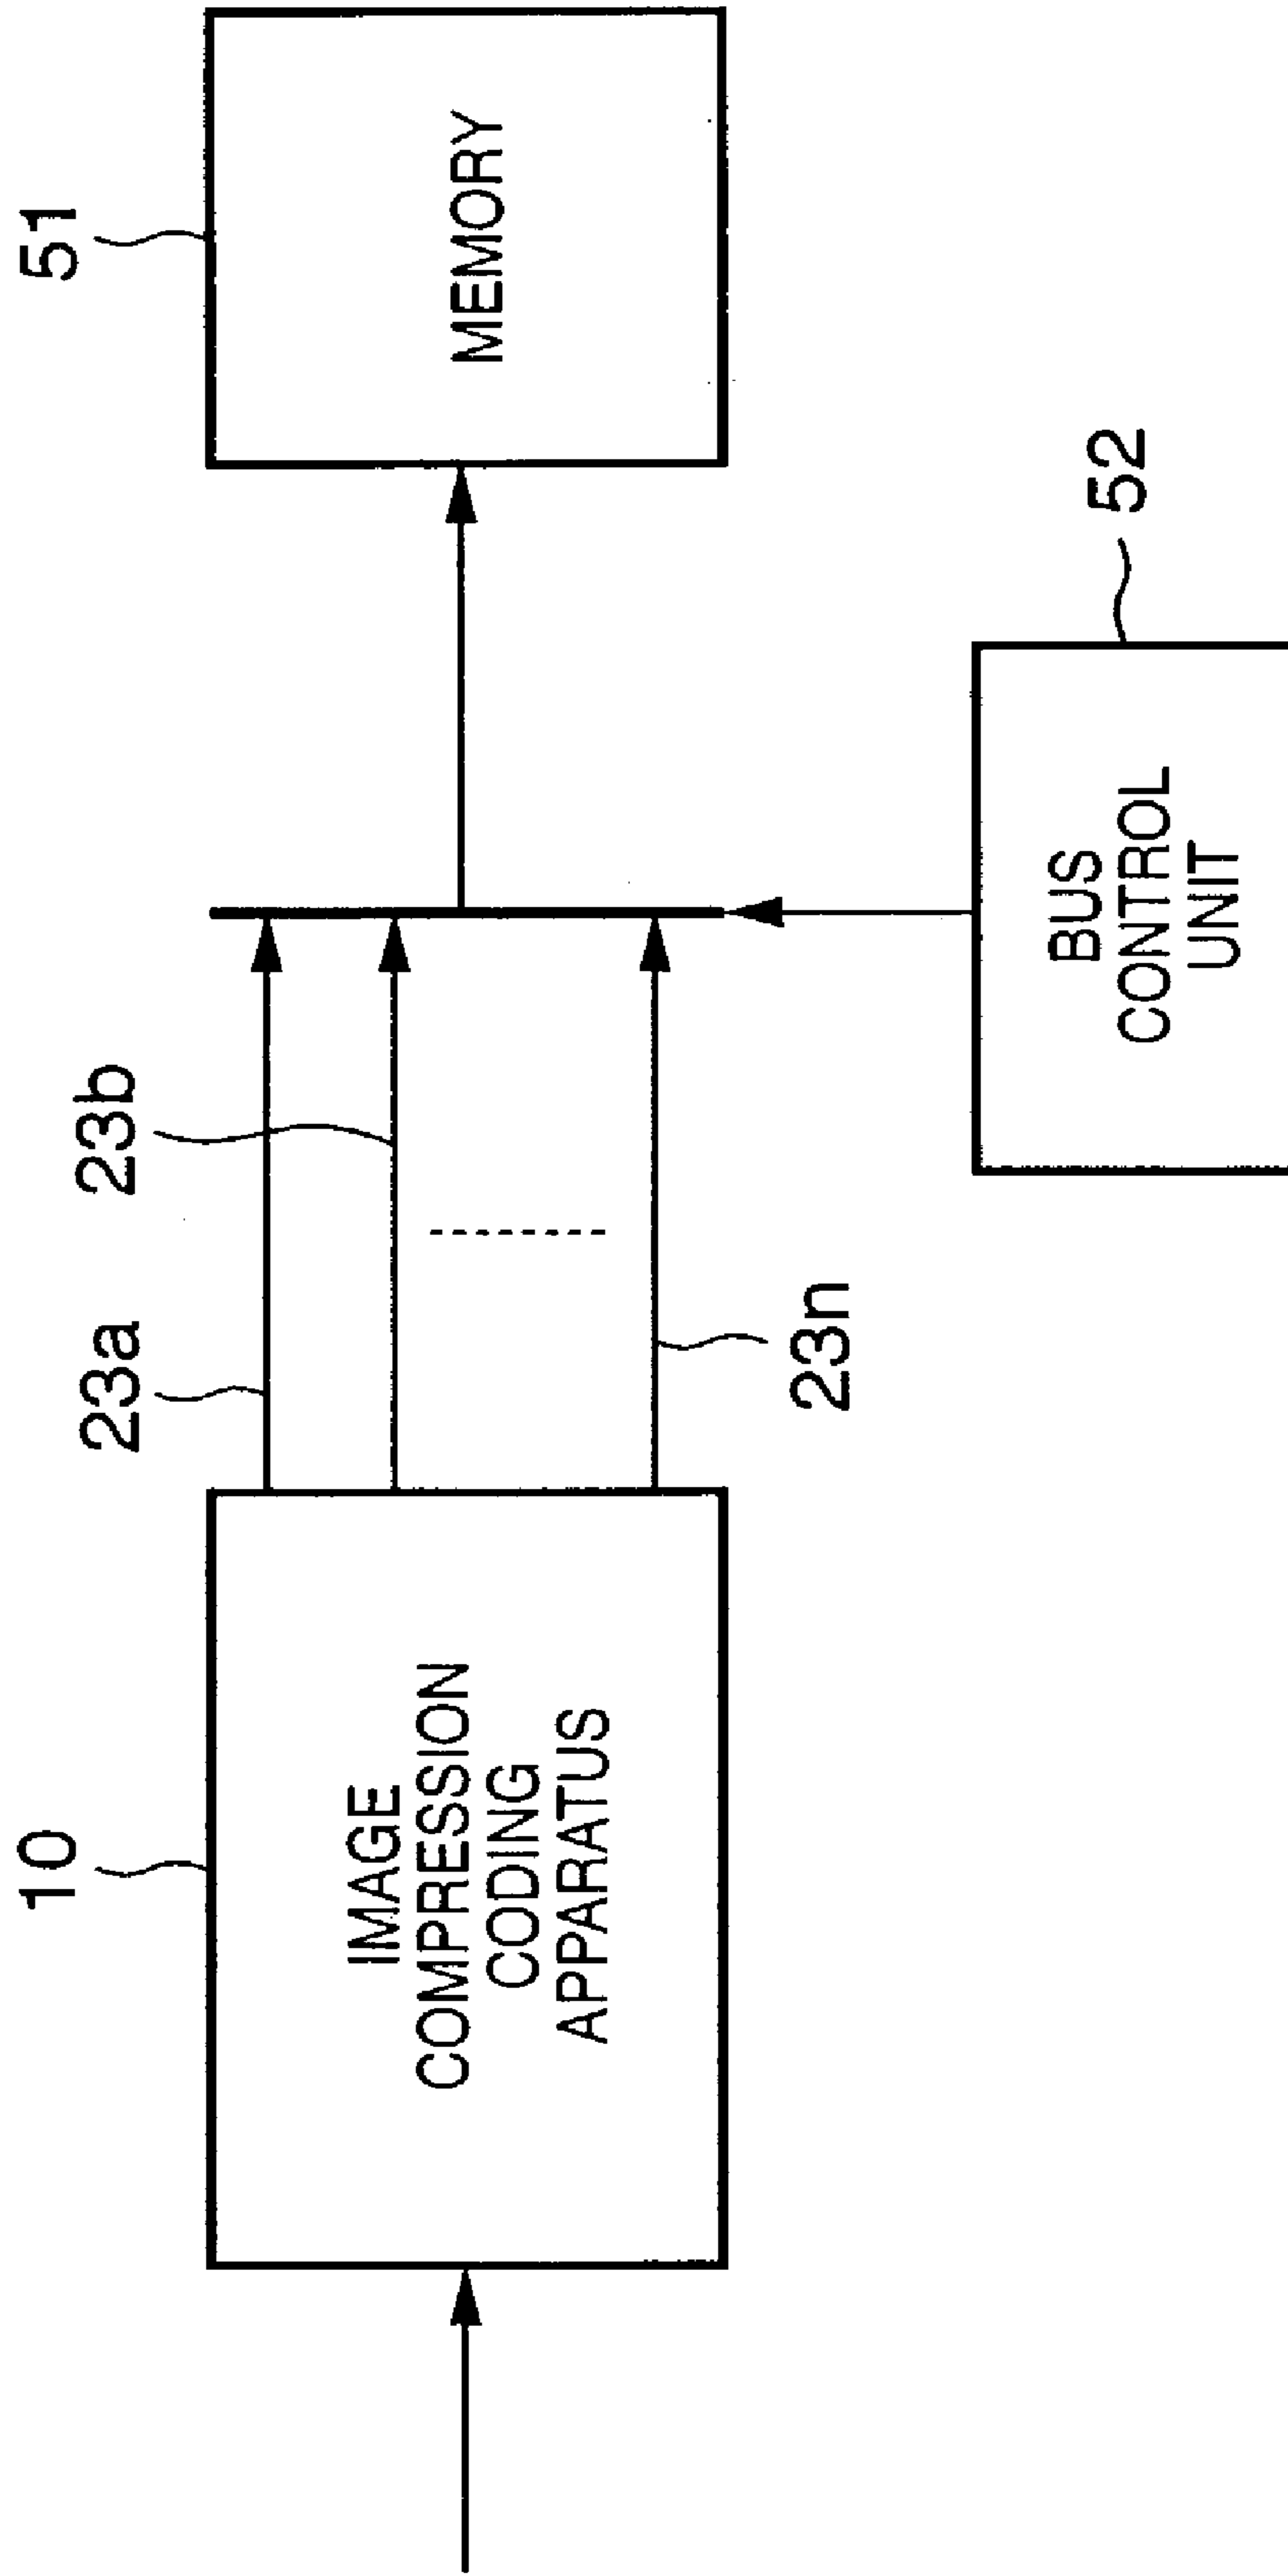 10
IMAGE
COMPRESSION
CODING
APPARATUS
23a
23b
23n
51
MEMORY
52
BUS
CONTROL
UNIT